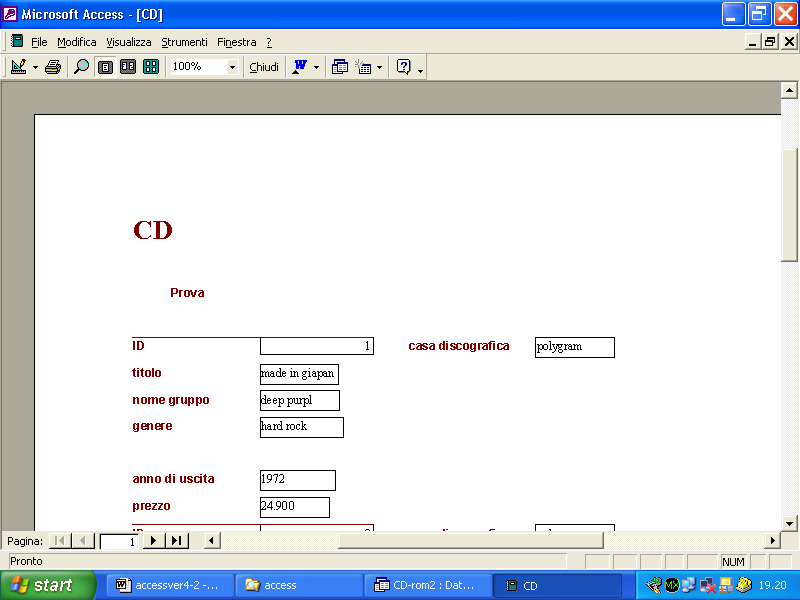 Microsoft Access - [CD]
File Modifica Visualizza Strumenti Finestra ?
100% Chiudi
CD
Prova
ID 1 casa discografica polygram
titolo made in giapan
nome gruppo deep purpl
genere hard rock
anno di uscita 1972
prezzo 24.900
Pagina: 1
Pronto NUM
start accessver4-2 -... access CD-rom2 : Dat... CD 19.20